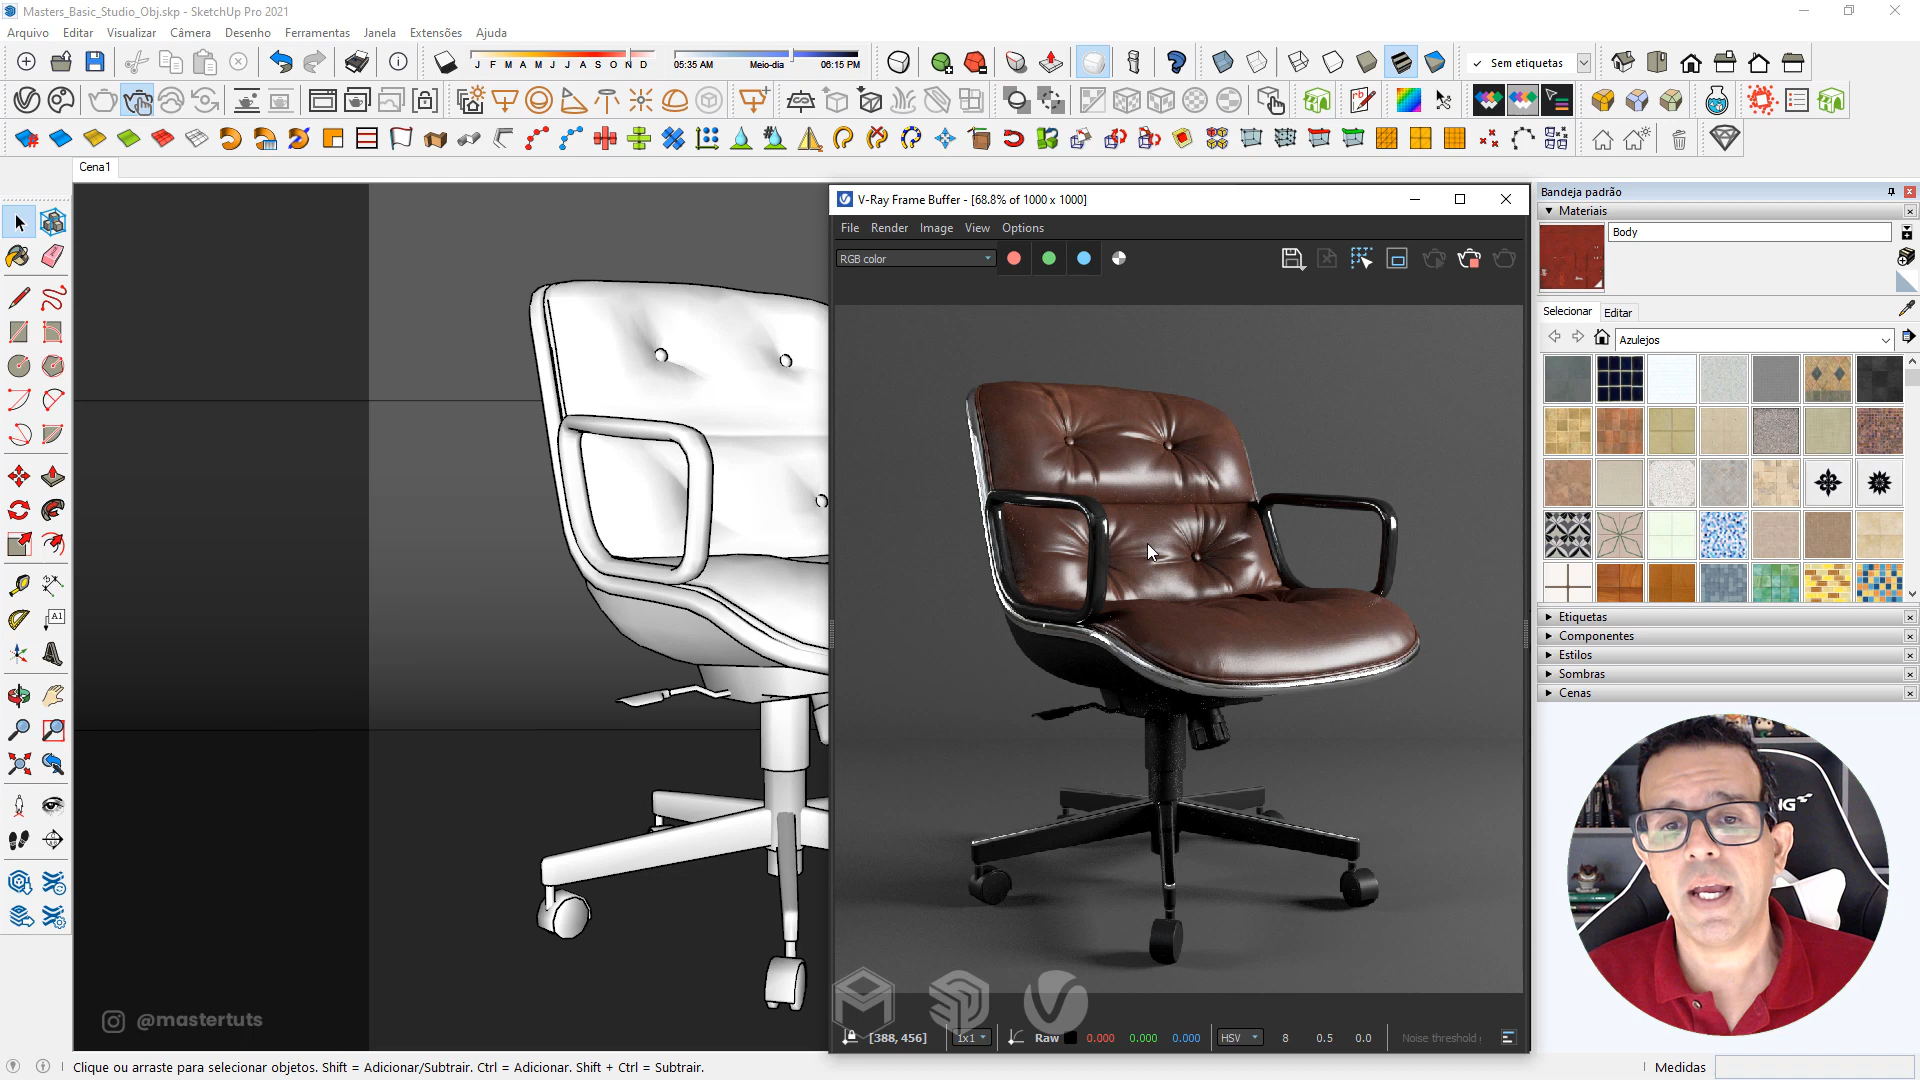 Masters_Basic_Studio_Obj.skp - SketchUp Pro 2021
Arquivo Editar Visualizar Câmera Desenho Ferramentas Janela Extensões Ajuda
J F M A M J J A S O N D
05:35 AM Meio-dia 06:15 PM
Sem etiquetas
Cena1
V-Ray Frame Buffer - [68.8% of 1000 x 1000]
File Render Image View Options
RGB color
Bandeja padrão
Materiais
Body
Selecionar Editar
Azulejos
A1
Etiquetas
Componentes
Estilos
Sombras
Cenas
@mastertuts
[388, 456] 1x1 Raw 0.000 0.000 0.000 HSV 8 0.5 0.0 Noise threshold
Clique ou arraste para selecionar objetos. Shift = Adicionar/Subtrair. Ctrl = Adicionar. Shift + Ctrl = Subtrair.
Medidas